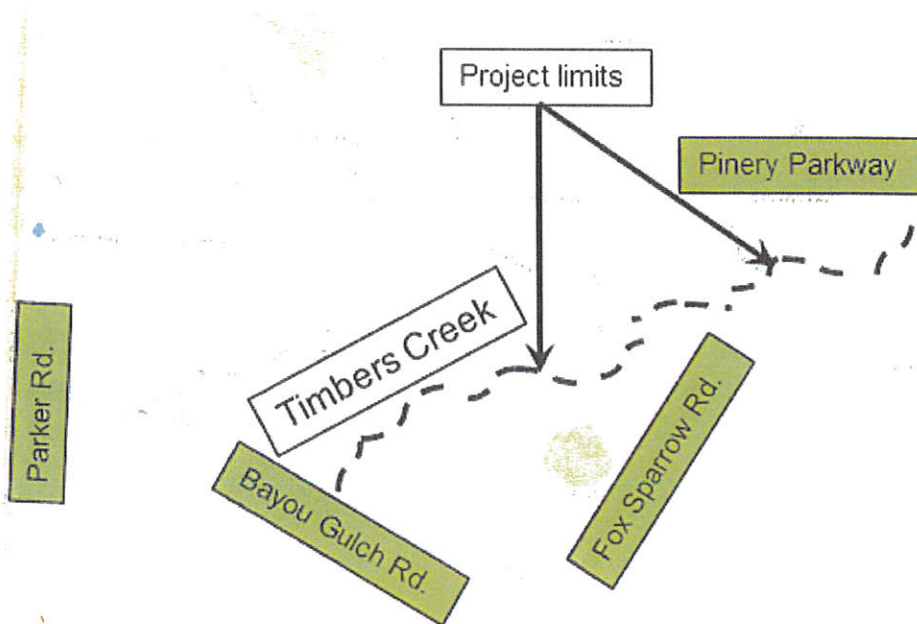 Project limits
Pinery Parkway
Timbers Creek
Parker Rd.
Bayou Gulch Rd.
Fox Sparrow Rd.